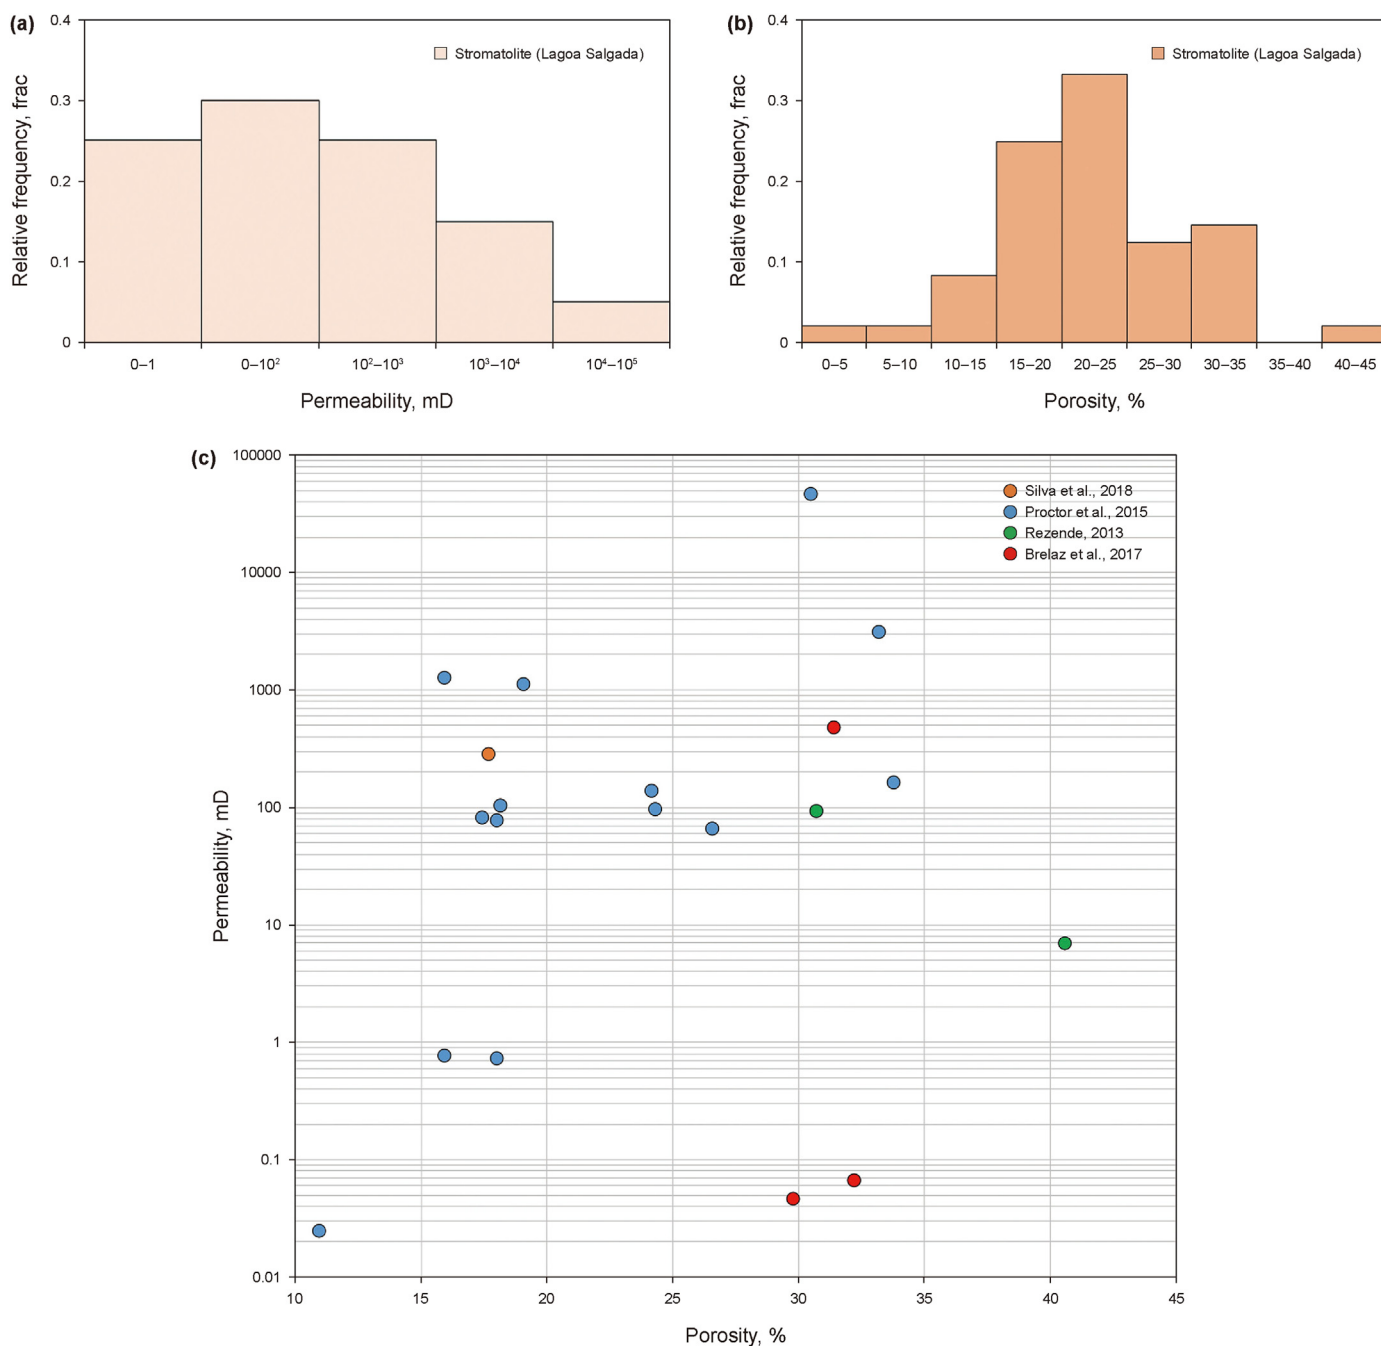 (a)
0.4
0.3
0.2
0.1
0
Relative frequency, frac
Stromatolite (Lagoa Salgada)
0–1
0–10²
10²–10³
10³–10⁴
10⁴–10⁵
Permeability, mD
(b)
0.4
0.3
0.2
0.1
0
Relative frequency, frac
Stromatolite (Lagoa Salgada)
0–5
5–10
10–15
15–20
20–25
25–30
30–35
35–40
40–45
Porosity, %
(c)
100000
10000
1000
100
10
1
0.1
0.01
Permeability, mD
Silva et al., 2018
Proctor et al., 2015
Rezende, 2013
Brelaz et al., 2017
10
15
20
25
30
35
40
45
Porosity, %